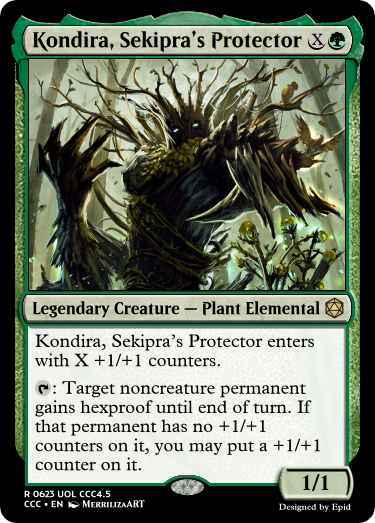 Kondira, Sekipra's Protector X
Legendary Creature — Plant Elemental
Kondira, Sekipra's Protector enters
with X +1/+1 counters.
: Target noncreature permanent
gains hexproof until end of turn. If
that permanent has no +1/+1
counters on it, you may put a +1/+1
counter on it.
1/1
R 0623 UOL CCC4.5
CCC • EN MERRILIZAART
Designed by Epid